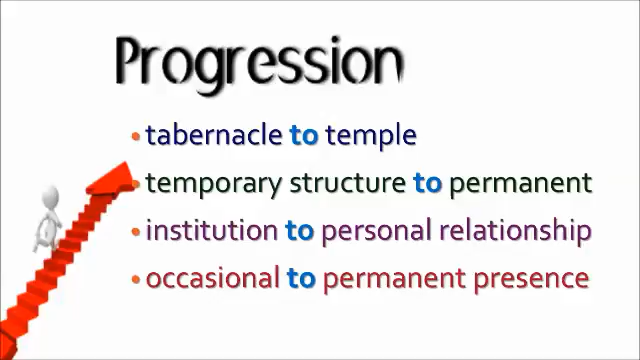 Progression
•tabernacle to temple
•temporary structure to permanent
•institution to personal relationship
•occasional to permanent presence